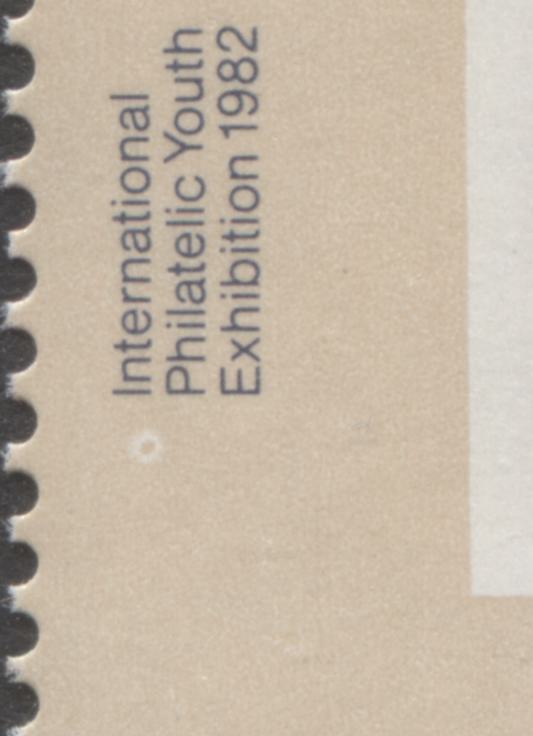 International
Philatelic Youth
Exhibition 1982